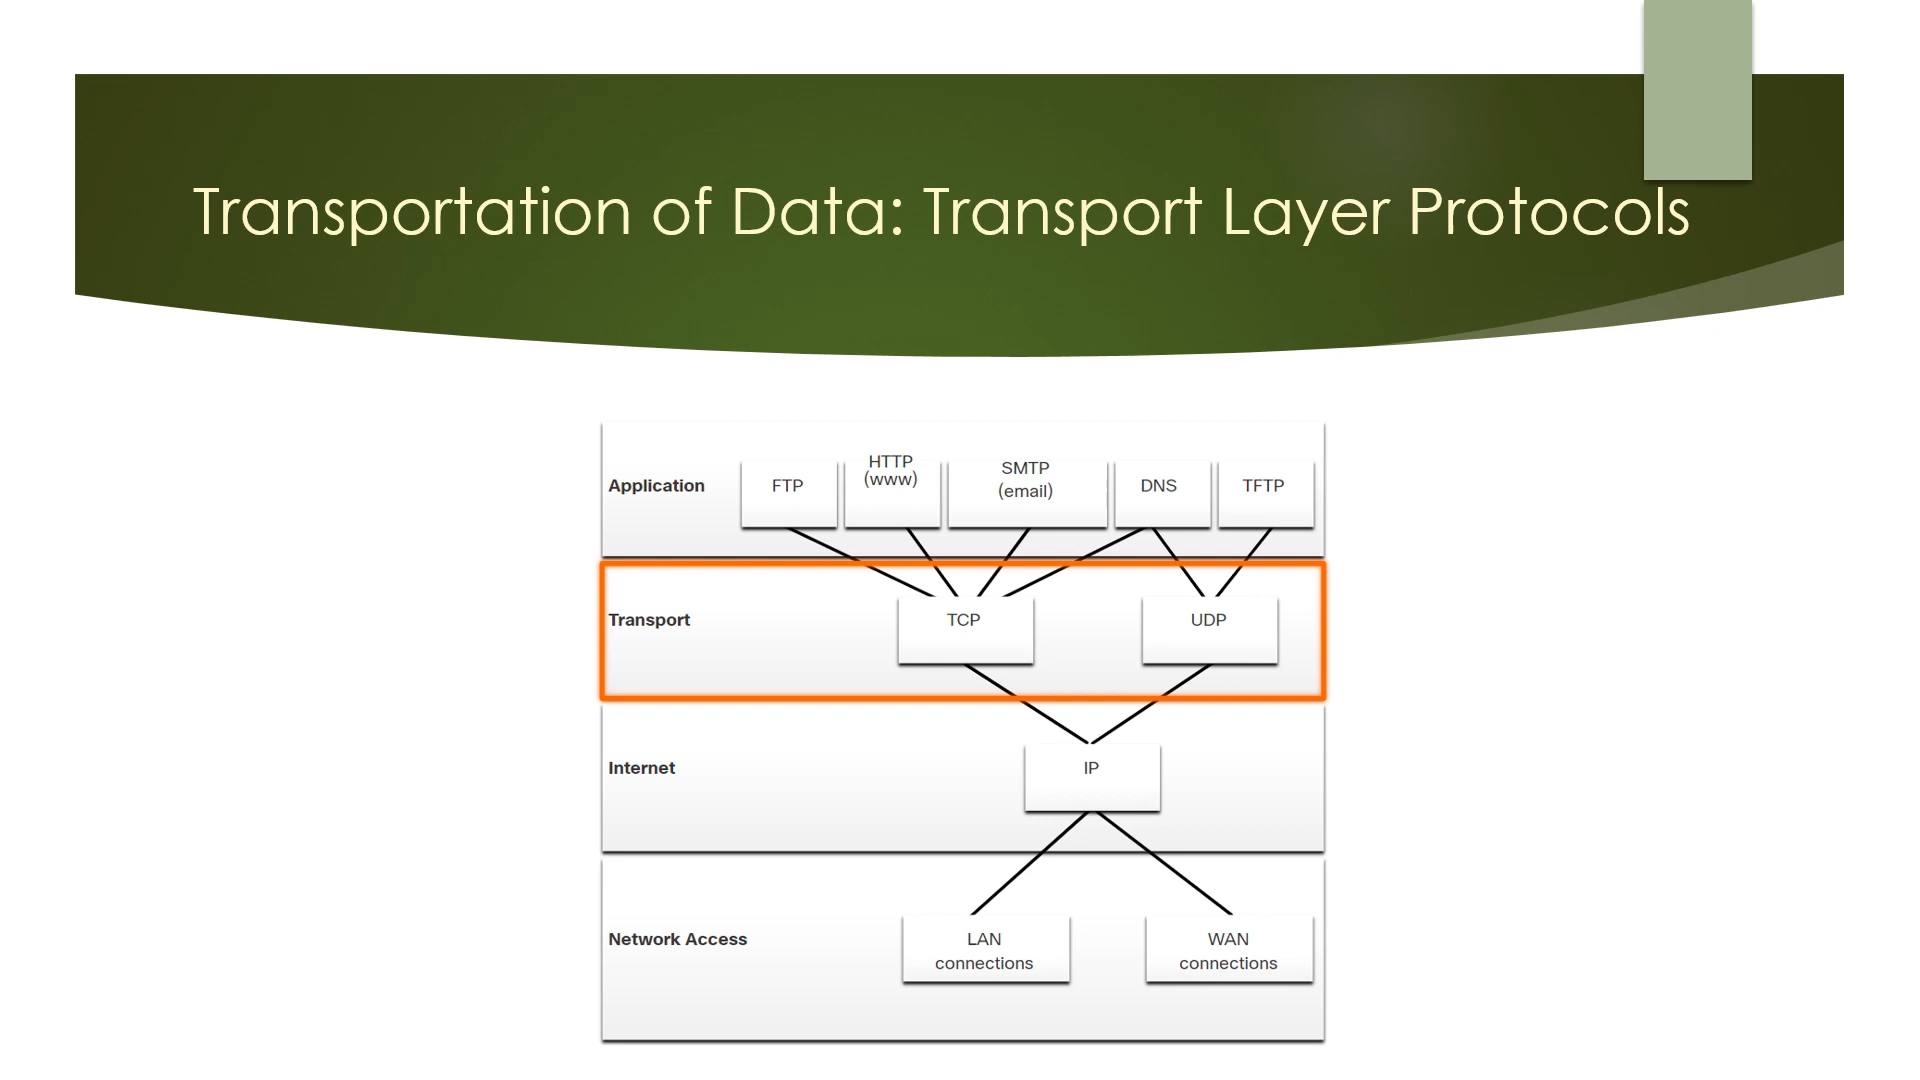 Transportation of Data: Transport Layer Protocols
Application
FTP
HTTP
(www)
SMTP
(email)
DNS
TFTP
Transport
TCP
UDP
Internet
IP
Network Access
LAN
connections
WAN
connections